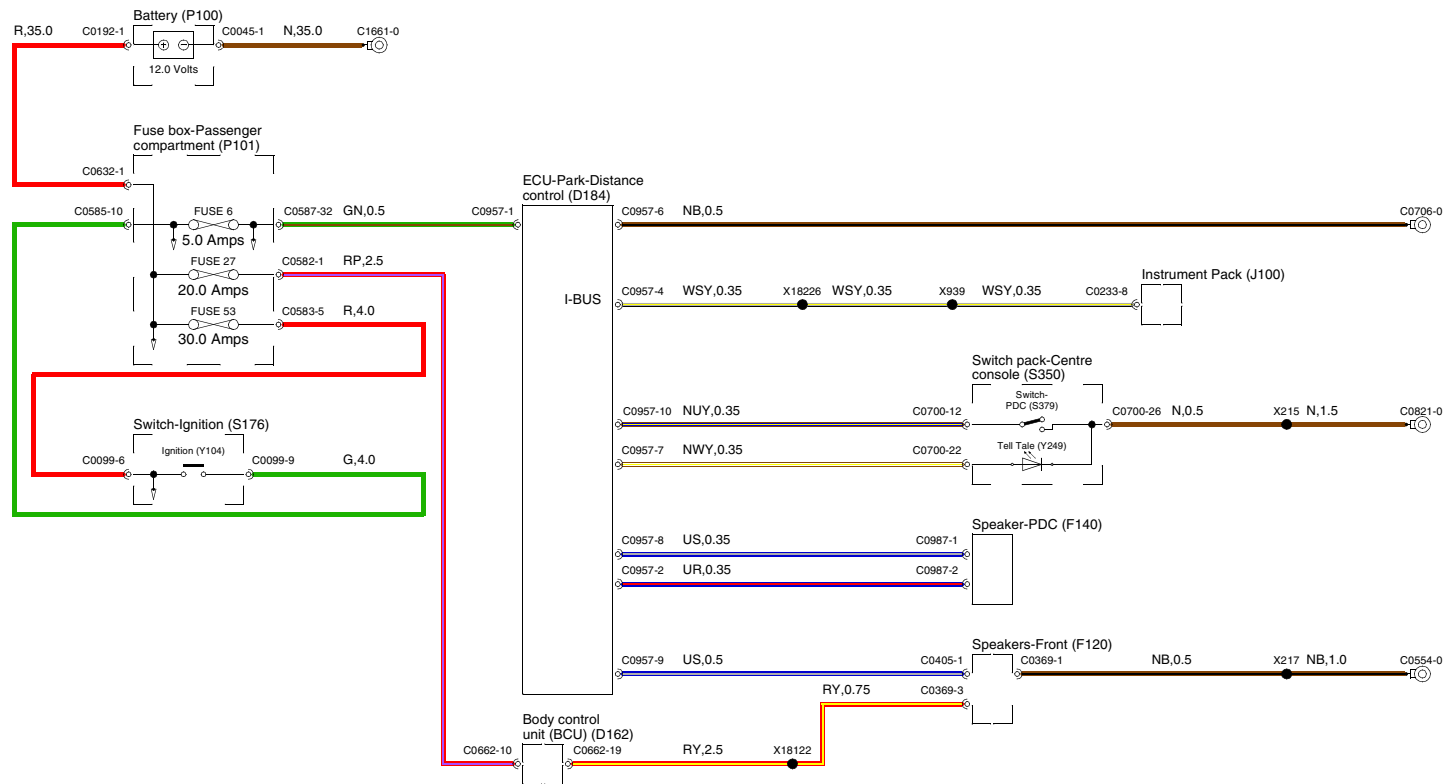 Battery (P100)
R,35.0 C0192-1 C0045-1 N,35.0 C1661-0
12.0 Volts
Fuse box-Passenger
compartment (P101)
C0632-1
C0585-10 FUSE 6 C0587-32 GN,0.5 C0957-1
5.0 Amps
FUSE 27 C0582-1 RP,2.5
20.0 Amps
FUSE 53 C0583-5 R,4.0
30.0 Amps
Switch-Ignition (S176)
Ignition (Y104)
C0099-6 C0099-9 G,4.0
ECU-Park-Distance
control (D184)
C0957-6 NB,0.5 C0706-0
Instrument Pack (J100)
I-BUS C0957-4 WSY,0.35 X18226 WSY,0.35 X939 WSY,0.35 C0233-8
Switch pack-Centre
console (S350)
Switch-
PDC (S379)
C0957-10 NUY,0.35 C0700-12 C0700-26 N,0.5 X215 N,1.5 C0821-0
Tell Tale (Y249)
C0957-7 NWY,0.35 C0700-22
Speaker-PDC (F140)
C0957-8 US,0.35 C0987-1
C0957-2 UR,0.35 C0987-2
Speakers-Front (F120)
C0957-9 US,0.5 C0405-1 C0369-1 NB,0.5 X217 NB,1.0 C0554-0
RY,0.75 C0369-3
Body control
unit (BCU) (D162)
C0662-10 C0662-19 RY,2.5 X18122